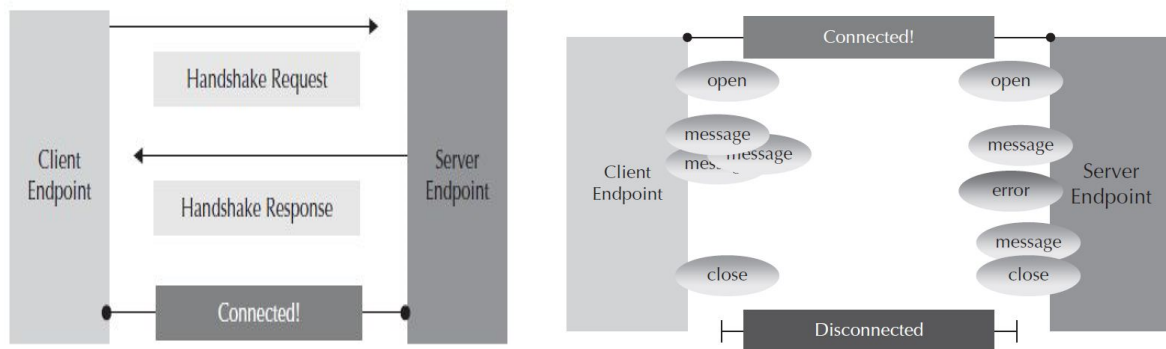 Handshake Request
Client
Endpoint
Server
Endpoint
Handshake Response
Connected!
Connected!
open
open
message
message
message
Client
Endpoint
message
Server
Endpoint
error
message
close
close
Disconnected